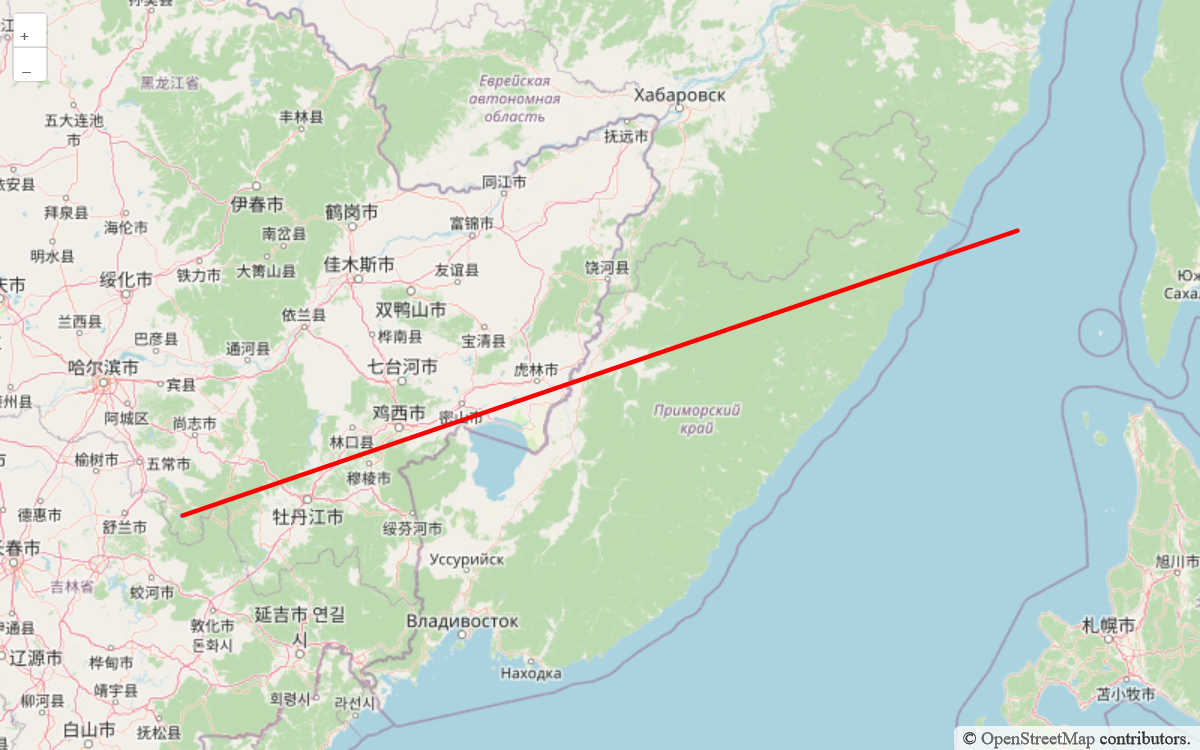 +
−
孙吴县
黑龙江省
Еврейская
автономная
область
Хабаровск
五大连池
市
丰林县
抚远市
依安县
同江市
伊春市
拜泉县
鹤岗市
海伦市
富锦市
南岔县
明水县
铁力市
大箐山县
佳木斯市
友谊县
饶河县
绥化市
双鸭山市
依兰县
兰西县
桦南县
宝清县
巴彦县
通河县
哈尔滨市
七台河市
虎林市
宾县
阿城区
尚志市
鸡西市
密山市
Приморский
край
林口县
榆树市
五常市
穆棱市
德惠市
舒兰市
牡丹江市
绥芬河市
长春市
Уссурийск
旭川市
吉林省
蛟河市
延吉市 연길
시
敦化市
돈화시
Владивосток
札幌市
辽源市
桦甸市
Находка
靖宇县
柳河县
회령시
라선시
苫小牧市
白山市
抚松县
© OpenStreetMap contributors.